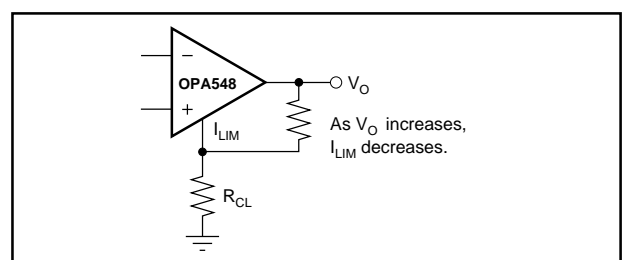 −
OPA548
V_O
+
I_LIM
As V_O increases,
I_LIM decreases.
R_CL